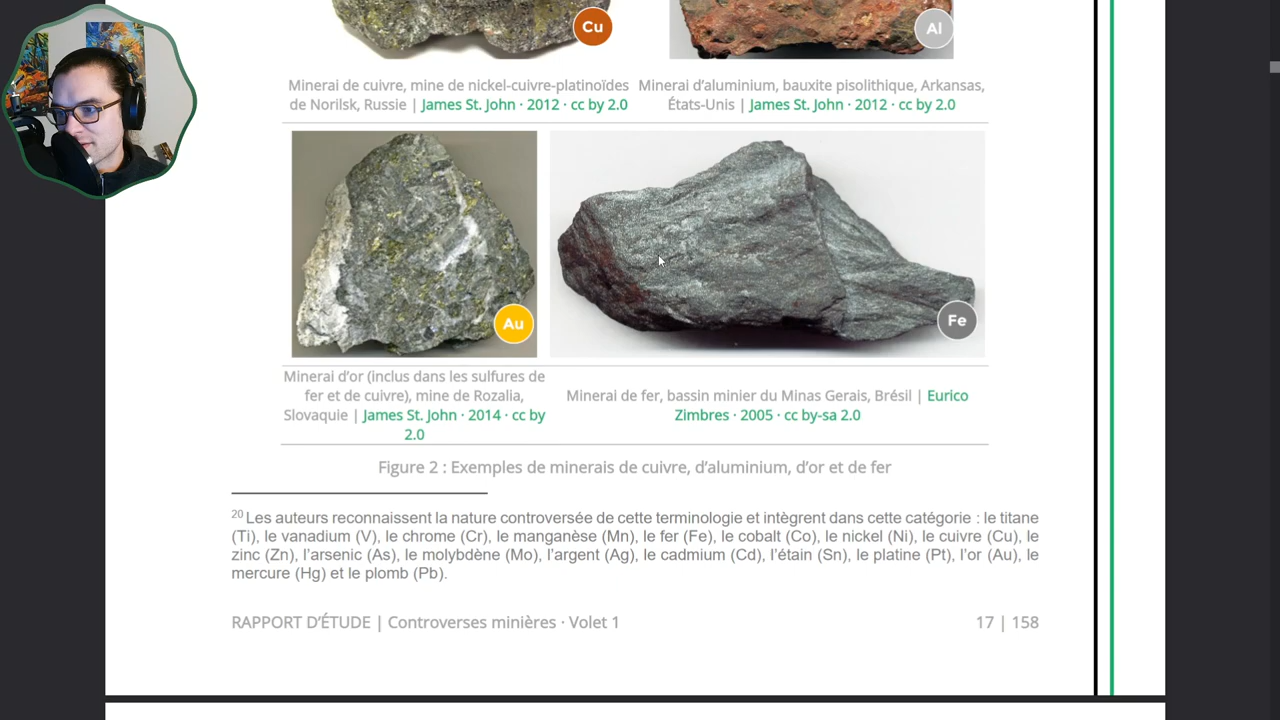 Cu
Al
Minerai de cuivre, mine de nickel-cuivre-platinoïdes
de Norilsk, Russie | James St. John · 2012 · cc by 2.0
Minerai d'aluminium, bauxite pisolithique, Arkansas,
États-Unis | James St. John · 2012 · cc by 2.0
Au
Fe
Minerai d'or (inclus dans les sulfures de
fer et de cuivre), mine de Rozalia,
Slovaquie | James St. John · 2014 · cc by
2.0
Minerai de fer, bassin minier du Minas Gerais, Brésil | Eurico
Zimbres · 2005 · cc by-sa 2.0
Figure 2 : Exemples de minerais de cuivre, d'aluminium, d'or et de fer
20 Les auteurs reconnaissent la nature controversée de cette terminologie et intègrent dans cette catégorie : le titane
(Ti), le vanadium (V), le chrome (Cr), le manganèse (Mn), le fer (Fe), le cobalt (Co), le nickel (Ni), le cuivre (Cu), le
zinc (Zn), l'arsenic (As), le molybdène (Mo), l'argent (Ag), le cadmium (Cd), l'étain (Sn), le platine (Pt), l'or (Au), le
mercure (Hg) et le plomb (Pb).
RAPPORT D'ÉTUDE | Controverses minières · Volet 1
17 | 158